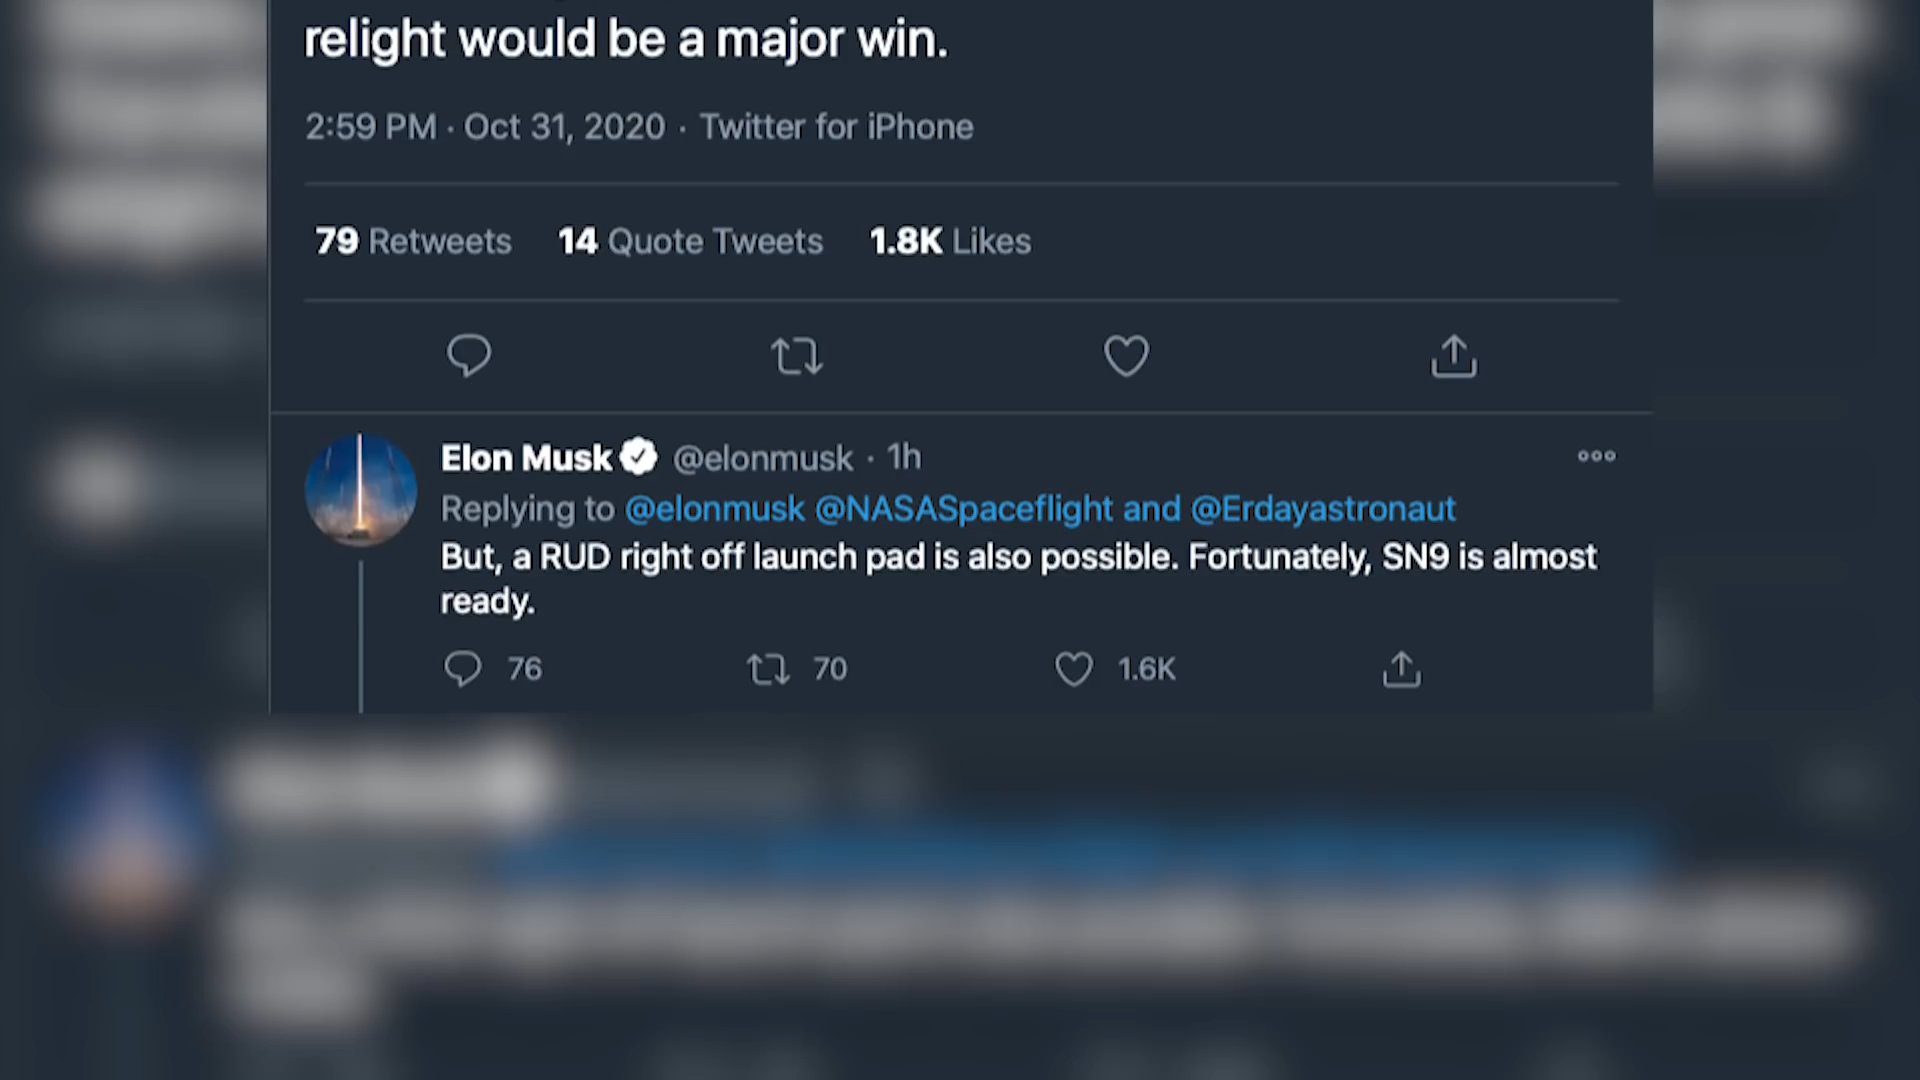 relight would be a major win.
2:59 PM · Oct 31, 2020 · Twitter for iPhone
79 Retweets 14 Quote Tweets 1.8K Likes
Elon Musk @elonmusk · 1h
Replying to @elonmusk @NASASpaceflight and @Erdayastronaut
But, a RUD right off launch pad is also possible. Fortunately, SN9 is almost
ready.
76 70 1.6K